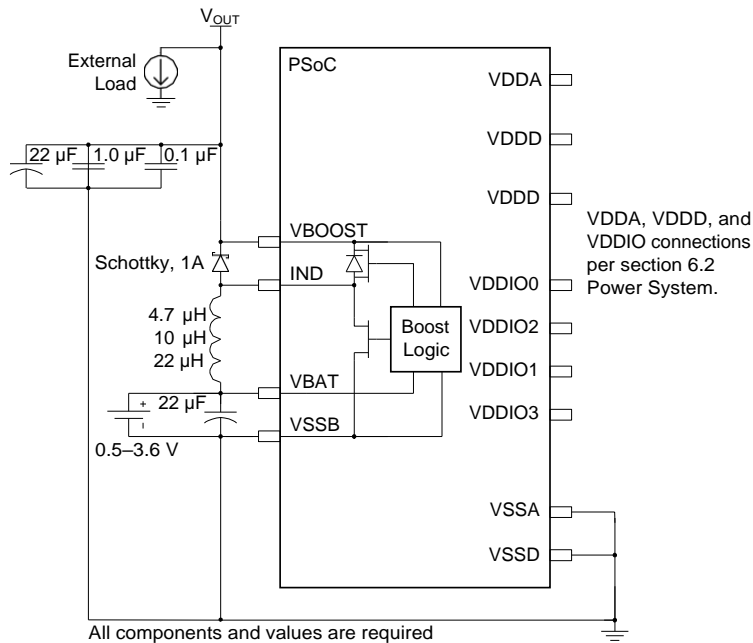 VOUT
External
Load
PSoC
VDDA
VDDD
VDDD
22 µF
1.0 µF
0.1 µF
VBOOST
Schottky, 1A
IND
4.7 µH
10 µH
22 µH
Boost
Logic
VBAT
22 µF
+
-
VSSB
0.5–3.6 V
VDDA, VDDD, and
VDDIO connections
per section 6.2
Power System.
VDDIO0
VDDIO2
VDDIO1
VDDIO3
VSSA
VSSD
All components and values are required